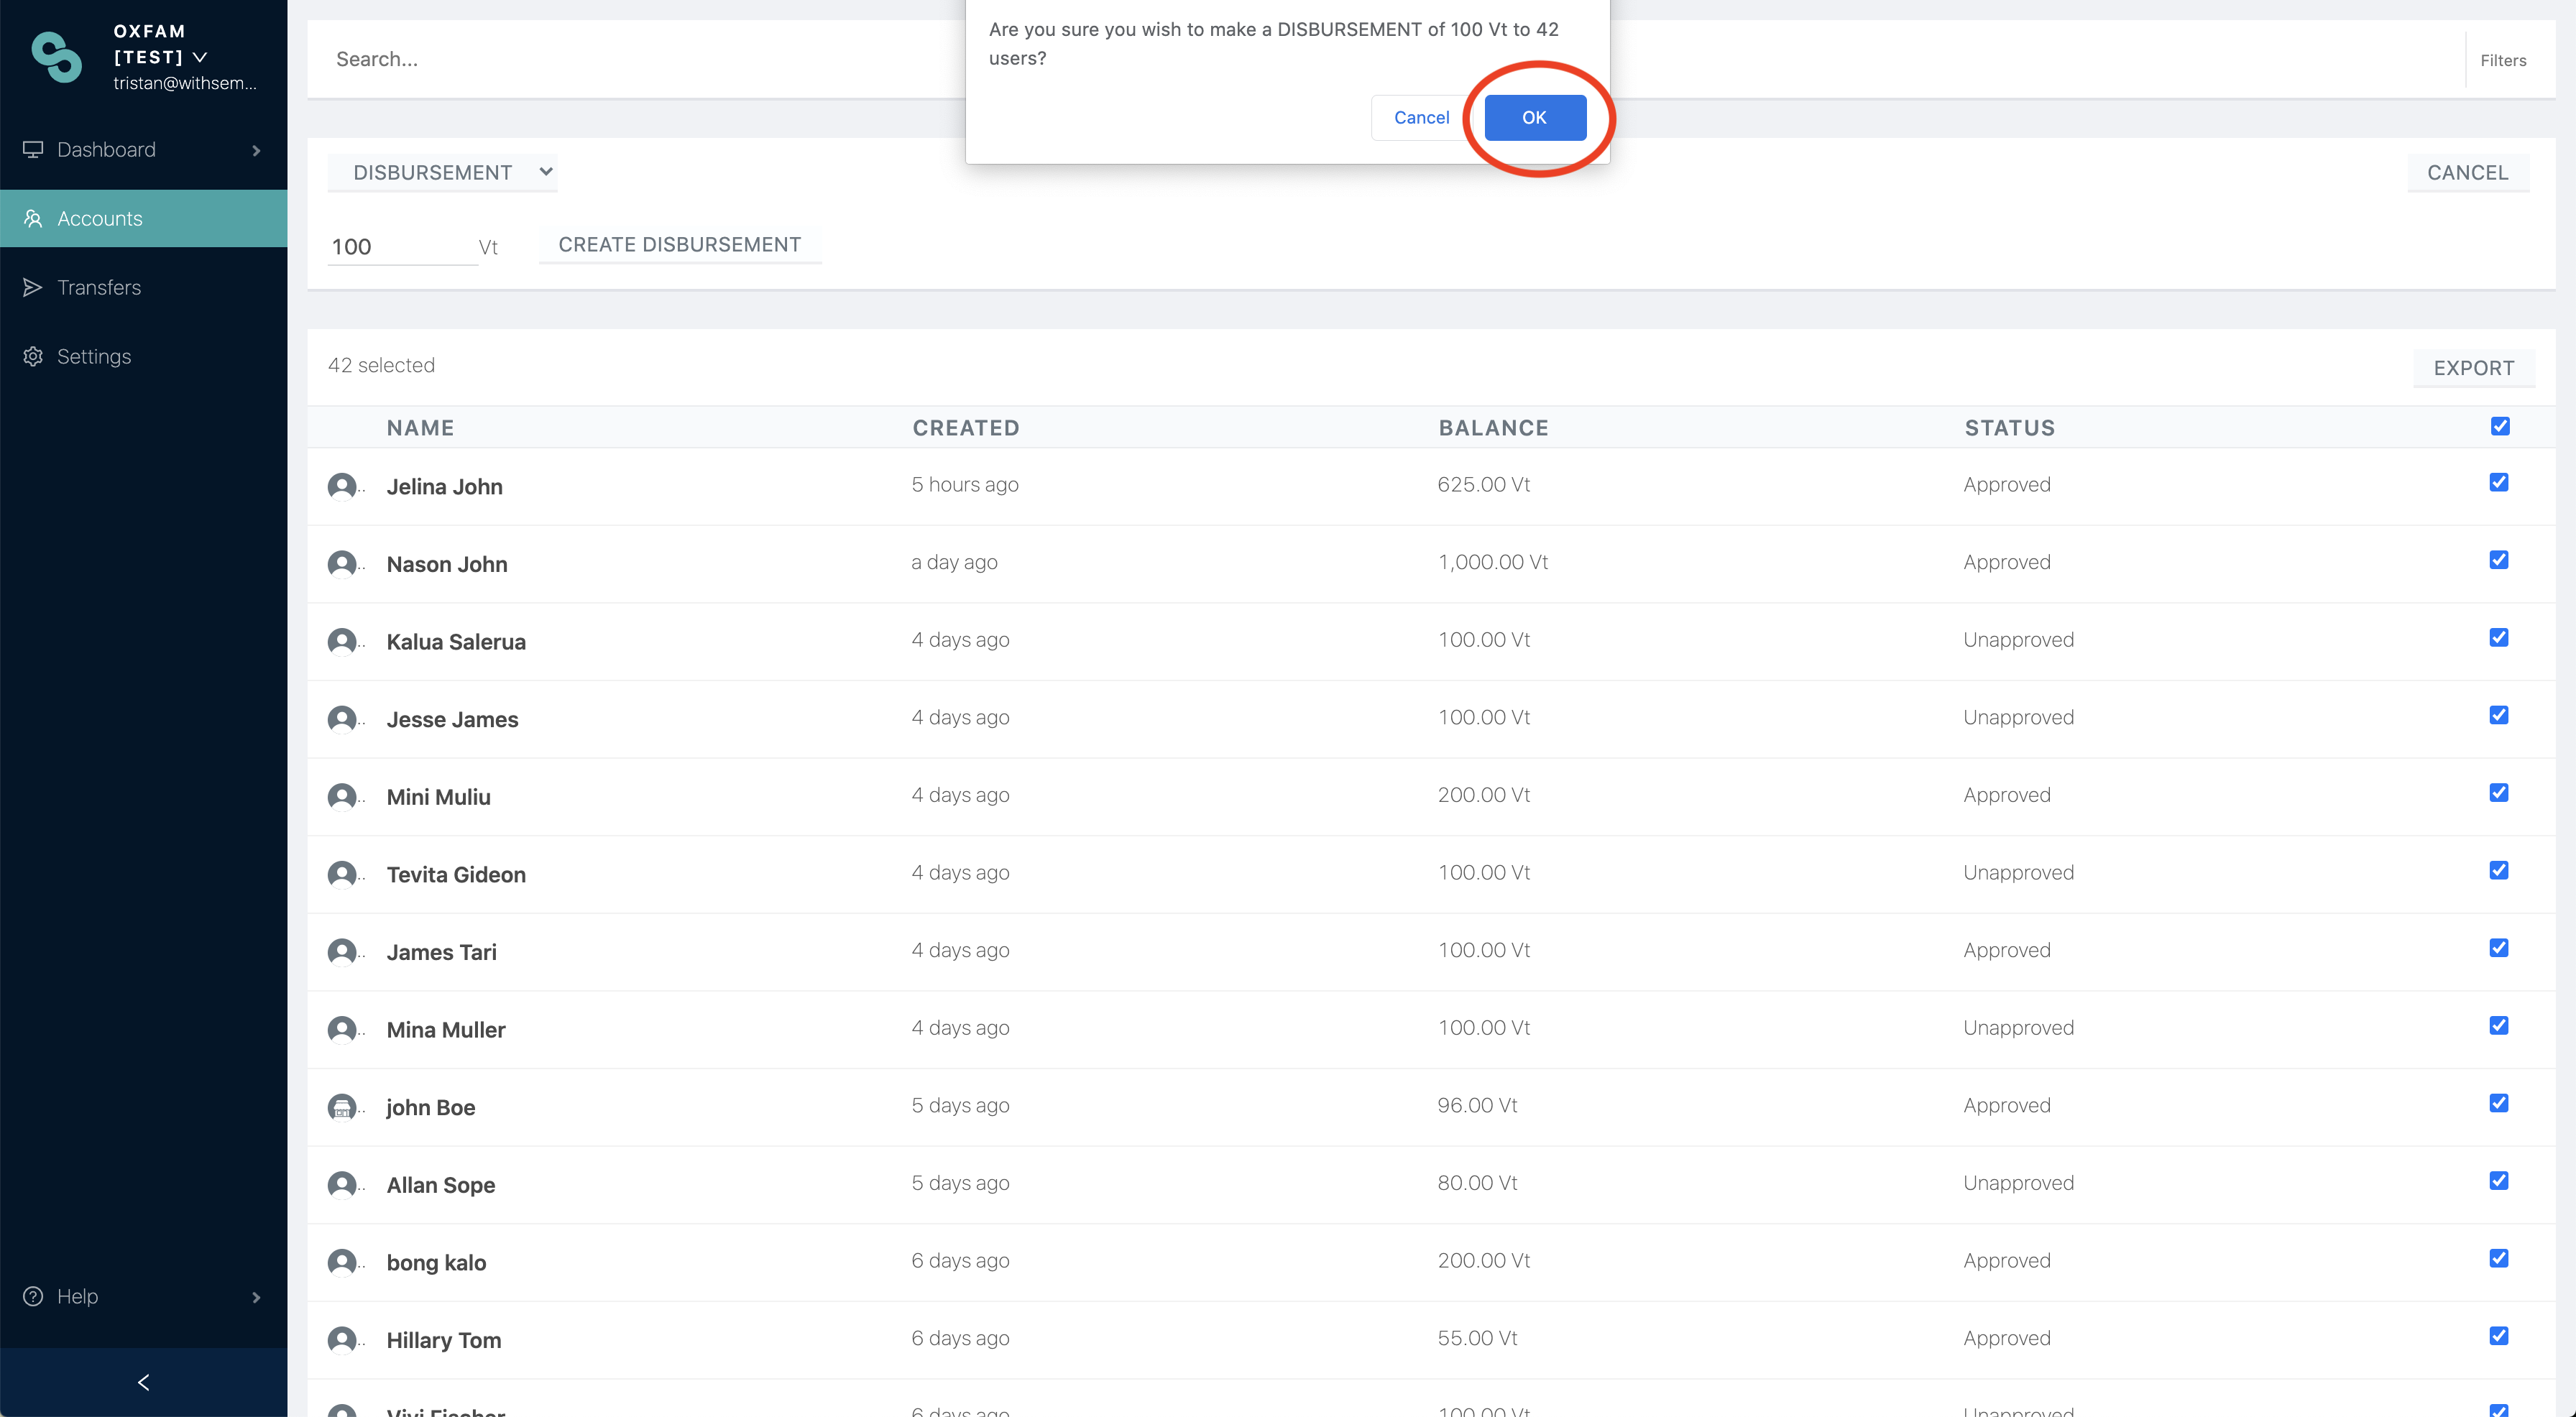 OXFAM
[TEST]
tristan@withsem...
Dashboard
Accounts
Transfers
Settings
Help
Are you sure you wish to make a DISBURSEMENT of 100 Vt to 42
users?
Cancel OK
Search...
Filters
DISBURSEMENT
CANCEL
100 Vt CREATE DISBURSEMENT
42 selected
EXPORT
NAME CREATED BALANCE STATUS
Jelina John 5 hours ago 625.00 Vt Approved
Nason John a day ago 1,000.00 Vt Approved
Kalua Salerua 4 days ago 100.00 Vt Unapproved
Jesse James 4 days ago 100.00 Vt Unapproved
Mini Muliu 4 days ago 200.00 Vt Approved
Tevita Gideon 4 days ago 100.00 Vt Unapproved
James Tari 4 days ago 100.00 Vt Approved
Mina Muller 4 days ago 100.00 Vt Unapproved
john Boe 5 days ago 96.00 Vt Approved
Allan Sope 5 days ago 80.00 Vt Unapproved
bong kalo 6 days ago 200.00 Vt Approved
Hillary Tom 6 days ago 55.00 Vt Approved
Vivi Fischer 6 days ago 100.00 Vt Unapproved